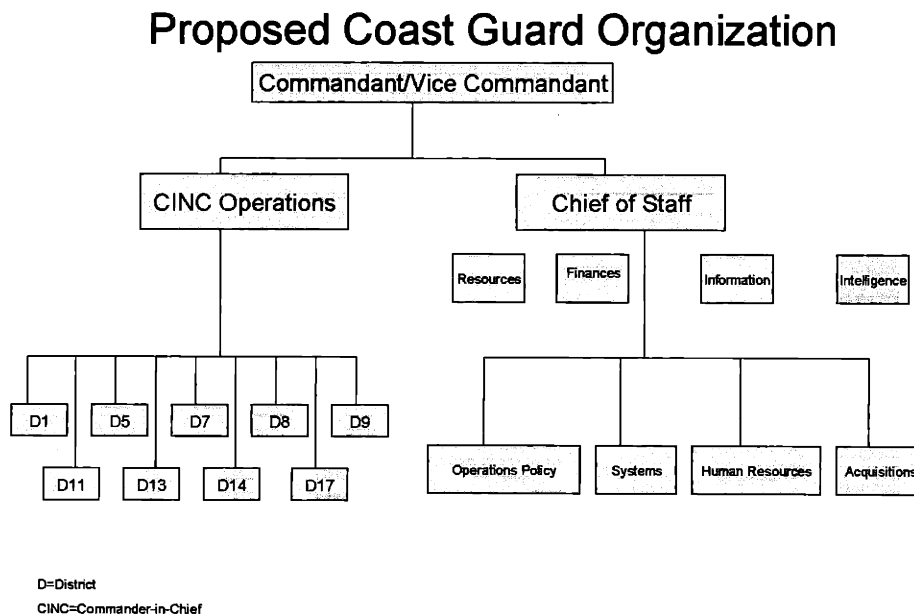 Proposed Coast Guard Organization
Commandant/Vice Commandant
CINC Operations
Chief of Staff
Resources
Finances
Information
Intelligence
D1
D5
D7
D8
D9
D11
D13
D14
D17
Operations Policy
Systems
Human Resources
Acquisitions
D=District
CINC=Commander-in-Chief